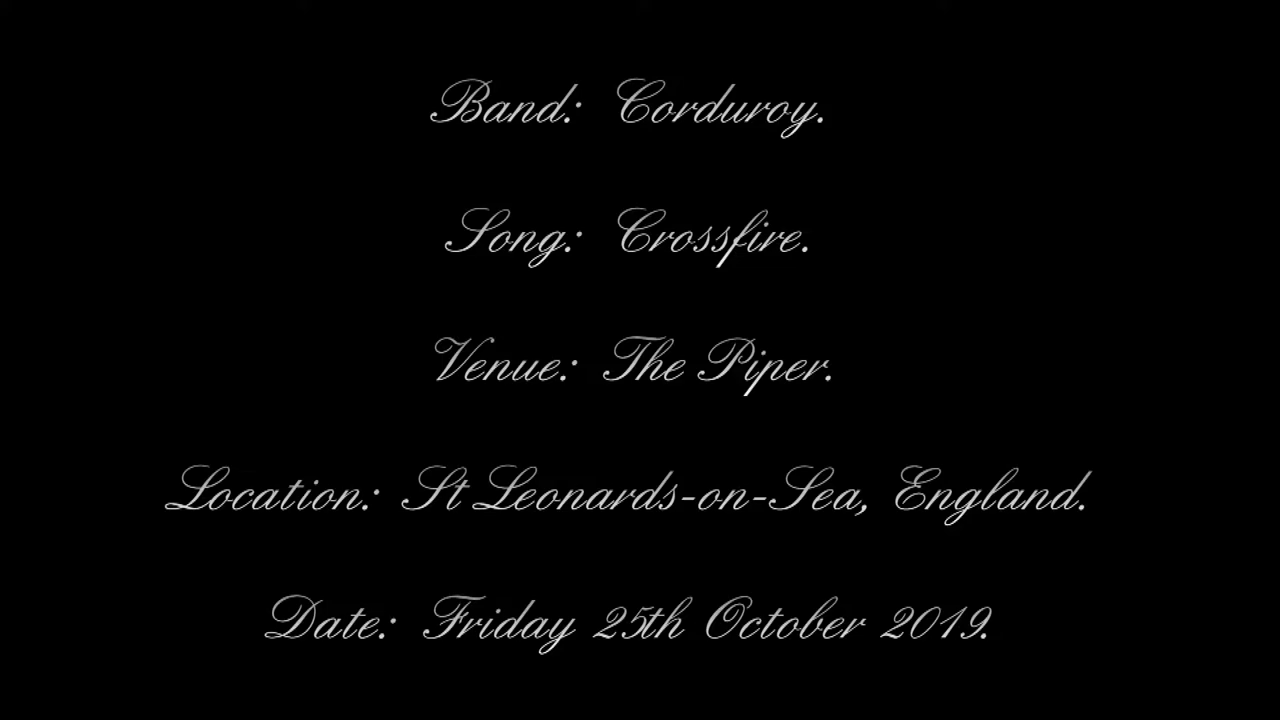 Band: Corduroy.
Song: Crossfire.
Venue: The Piper.
Location: St Leonards-on-Sea, England.
Date: Friday 25th October 2019.